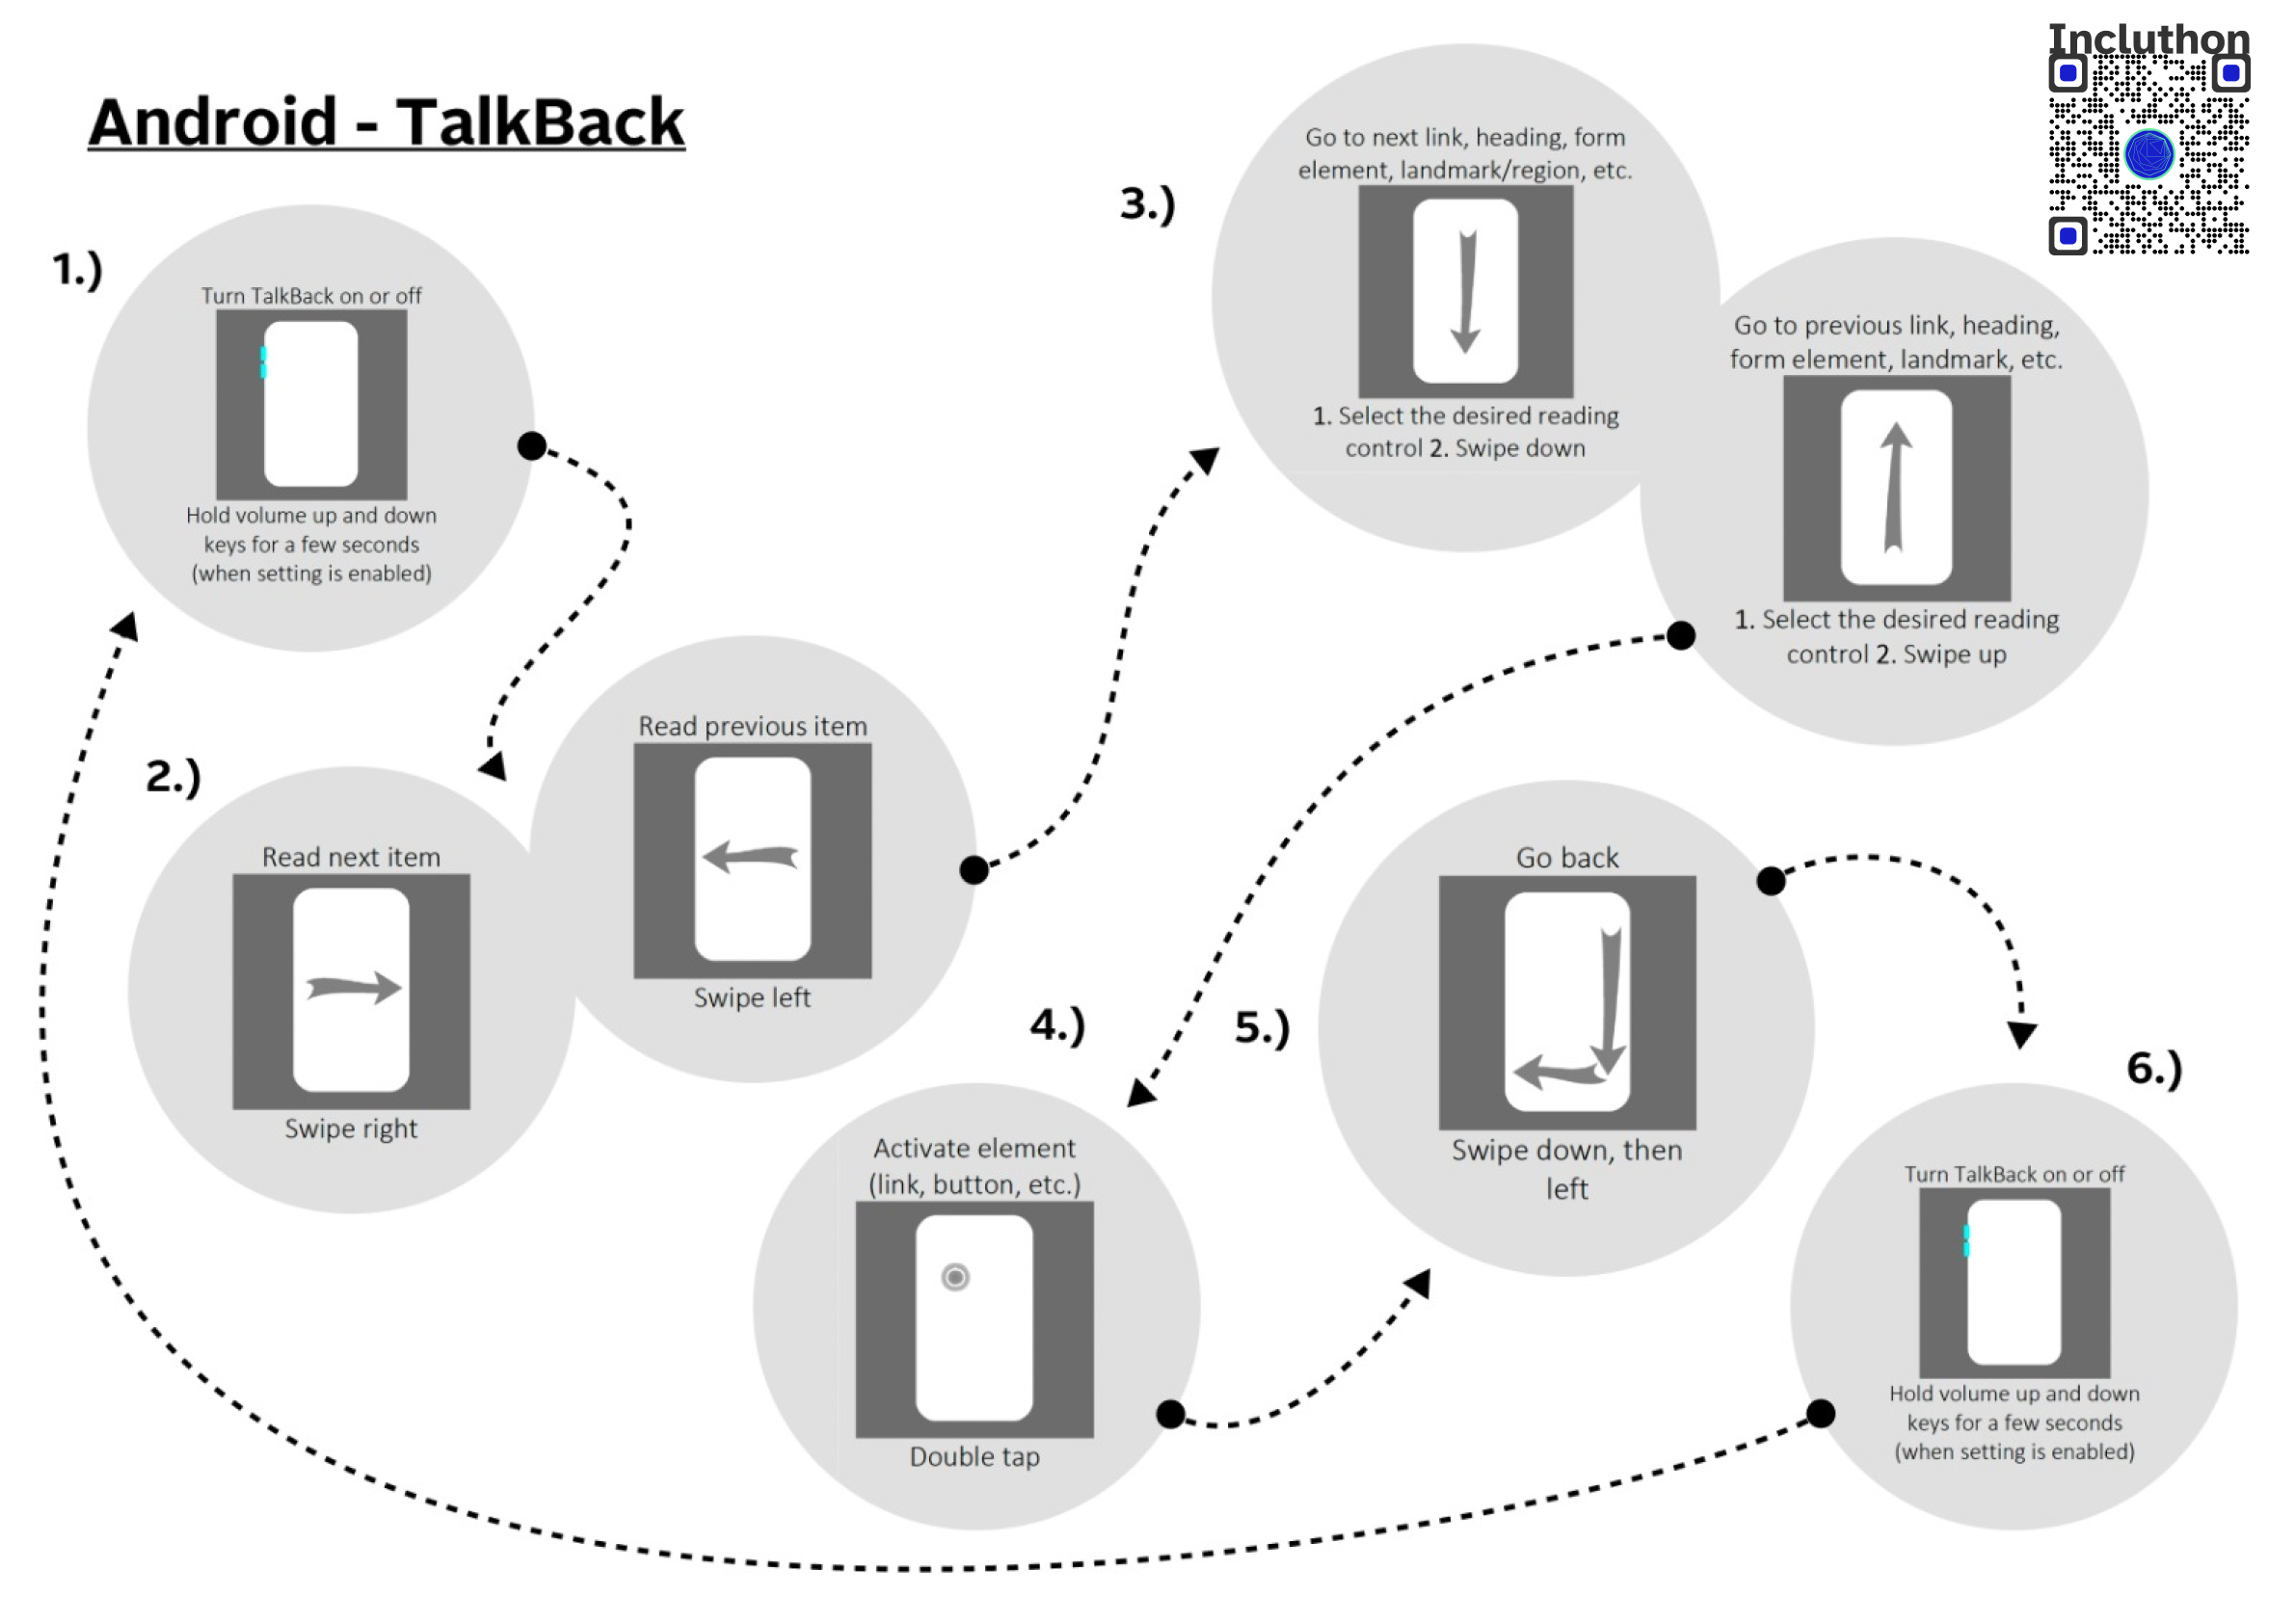 Incluthon
Android - TalkBack
1.)
Turn TalkBack on or off
Hold volume up and down
keys for a few seconds
(when setting is enabled)
2.)
Read next item
Swipe right
Read previous item
Swipe left
3.)
Go to next link, heading, form
element, landmark/region, etc.
1. Select the desired reading
control 2. Swipe down
Go to previous link, heading,
form element, landmark, etc.
1. Select the desired reading
control 2. Swipe up
4.)
Activate element
(link, button, etc.)
Double tap
5.)
Go back
Swipe down, then
left
6.)
Turn TalkBack on or off
Hold volume up and down
keys for a few seconds
(when setting is enabled)